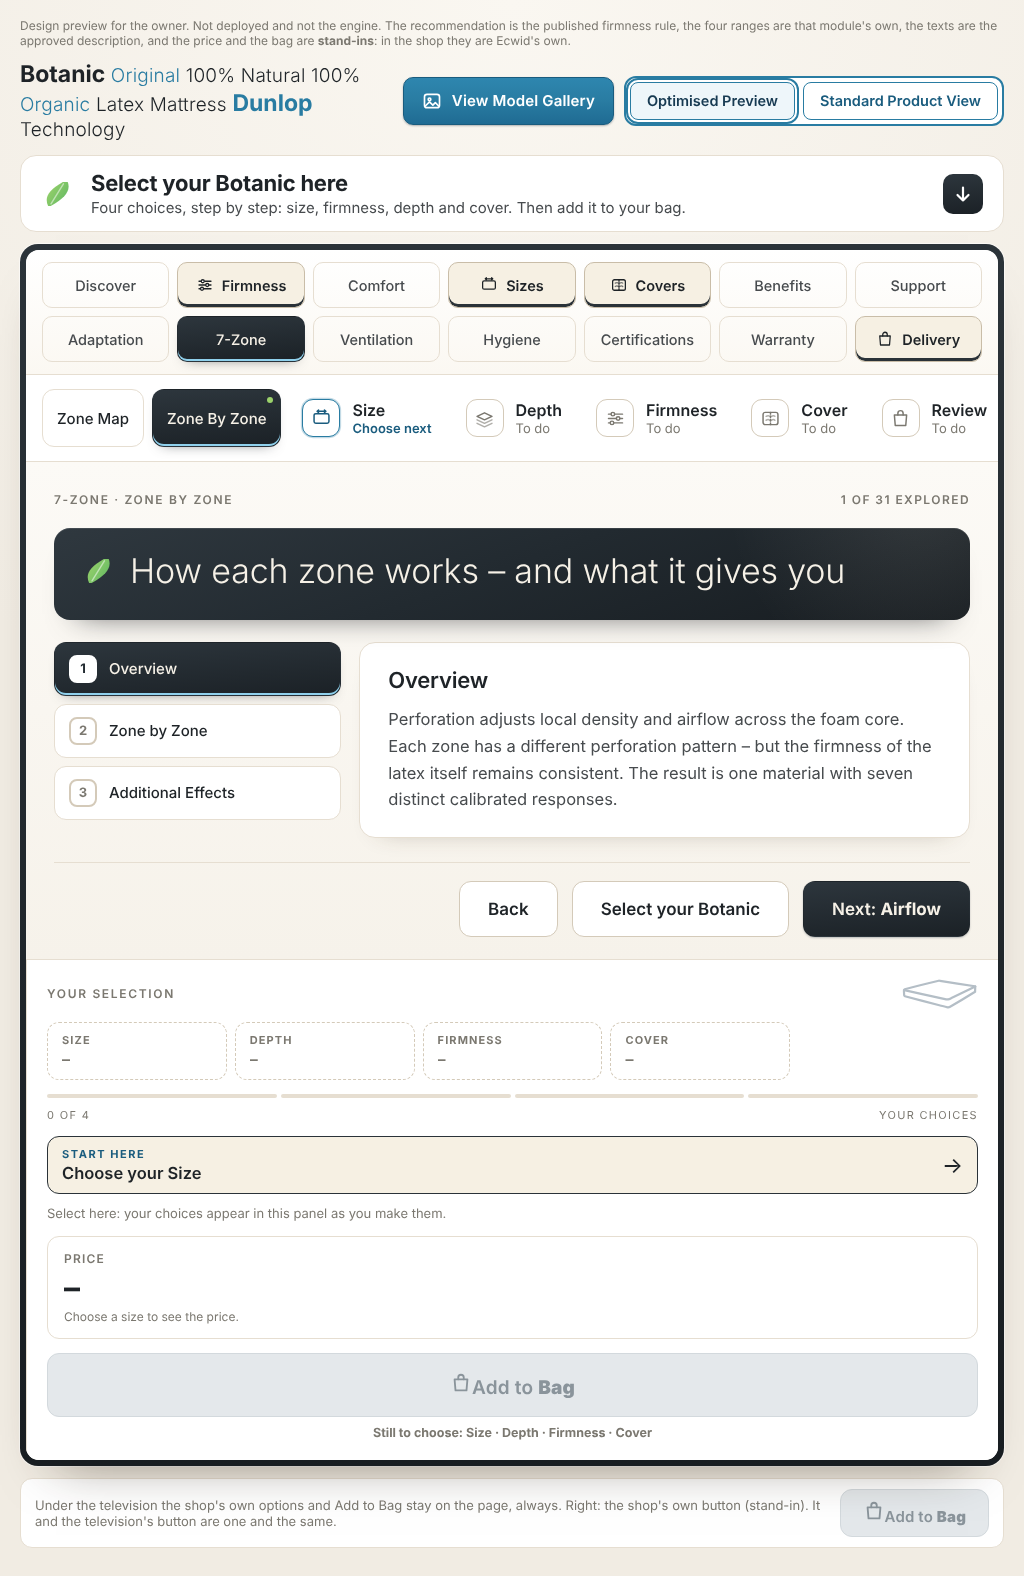 Design preview for the owner. Not deployed and not the engine. The recommendation is the published firmness rule, the four ranges are that module's own, the texts are the
approved description, and the price and the bag are stand-ins: in the shop they are Ecwid's own.
Botanic Original 100% Natural 100%
Organic Latex Mattress Dunlop
Technology
View Model Gallery
Optimised Preview
Standard Product View
Select your Botanic here
Four choices, step by step: size, firmness, depth and cover. Then add it to your bag.
Discover
Firmness
Comfort
Sizes
Covers
Benefits
Support
Adaptation
7-Zone
Ventilation
Hygiene
Certifications
Warranty
Delivery
Zone Map
Zone By Zone
Size
Choose next
Depth
To do
Firmness
To do
Cover
To do
Review
To do
7-ZONE · ZONE BY ZONE
1 OF 31 EXPLORED
How each zone works – and what it gives you
1 Overview
2 Zone by Zone
3 Additional Effects
Overview
Perforation adjusts local density and airflow across the foam core.
Each zone has a different perforation pattern – but the firmness of the
latex itself remains consistent. The result is one material with seven
distinct calibrated responses.
Back
Select your Botanic
Next: Airflow
YOUR SELECTION
SIZE
–
DEPTH
–
FIRMNESS
–
COVER
–
0 OF 4
YOUR CHOICES
START HERE
Choose your Size
Select here: your choices appear in this panel as you make them.
PRICE
–
Choose a size to see the price.
Add to Bag
Still to choose: Size · Depth · Firmness · Cover
Under the television the shop's own options and Add to Bag stay on the page, always. Right: the shop's own button (stand-in). It
and the television's button are one and the same.
Add to Bag